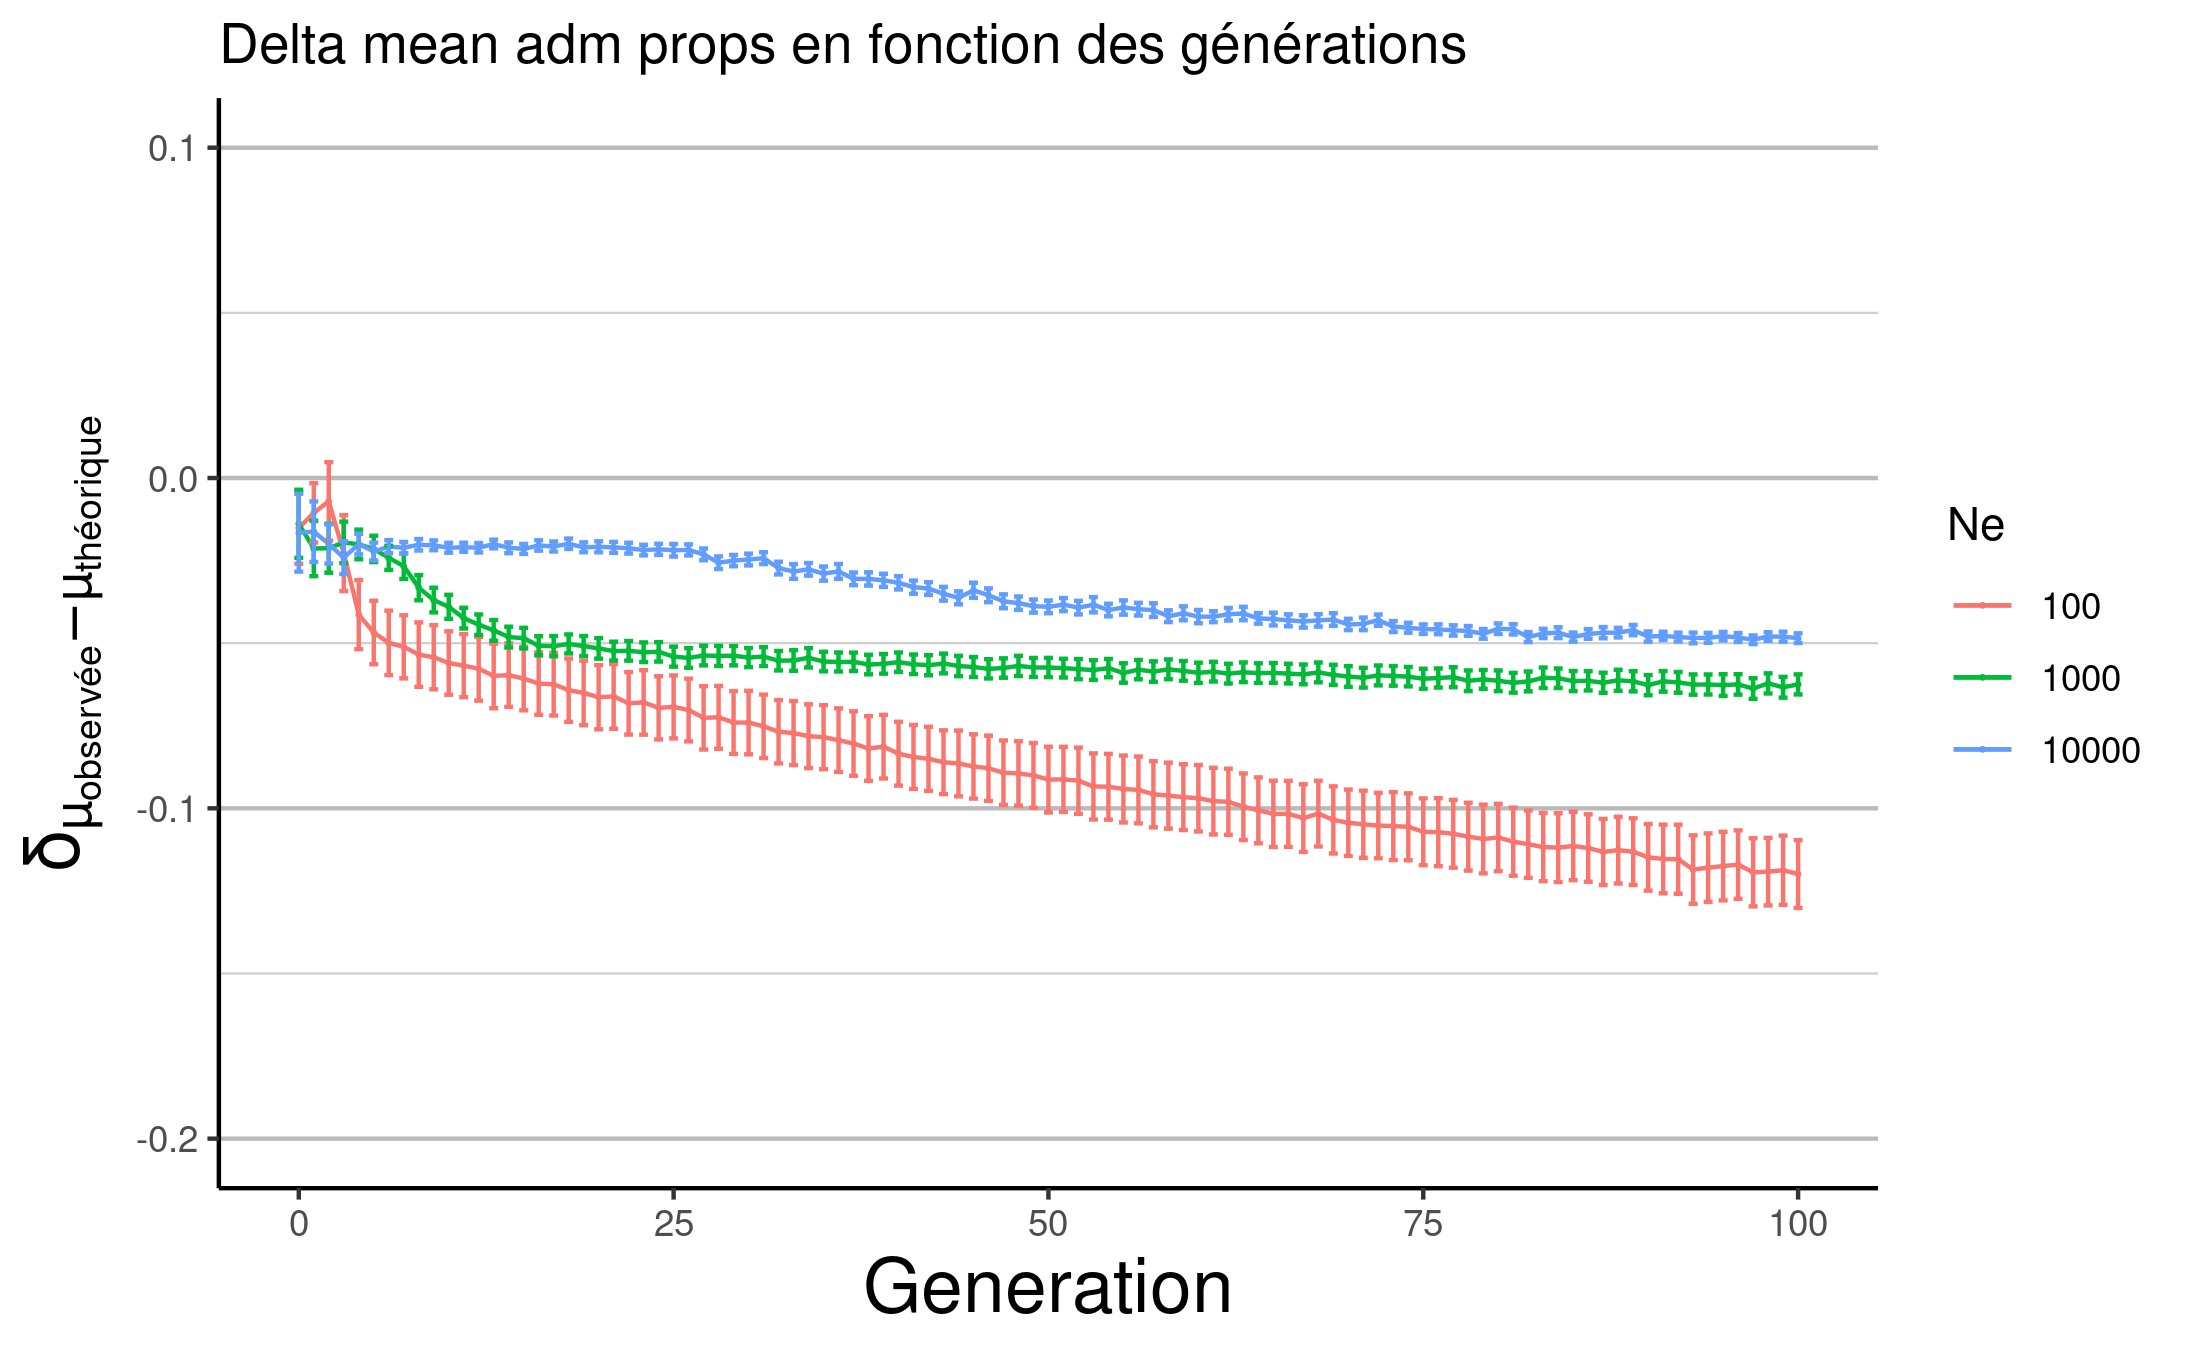 Delta mean adm props en fonction des générations
0.1
0.0
-0.1
-0.2
δμobservée−μthéorique
0 25 50 75 100
Generation
Ne
100
1000
10000